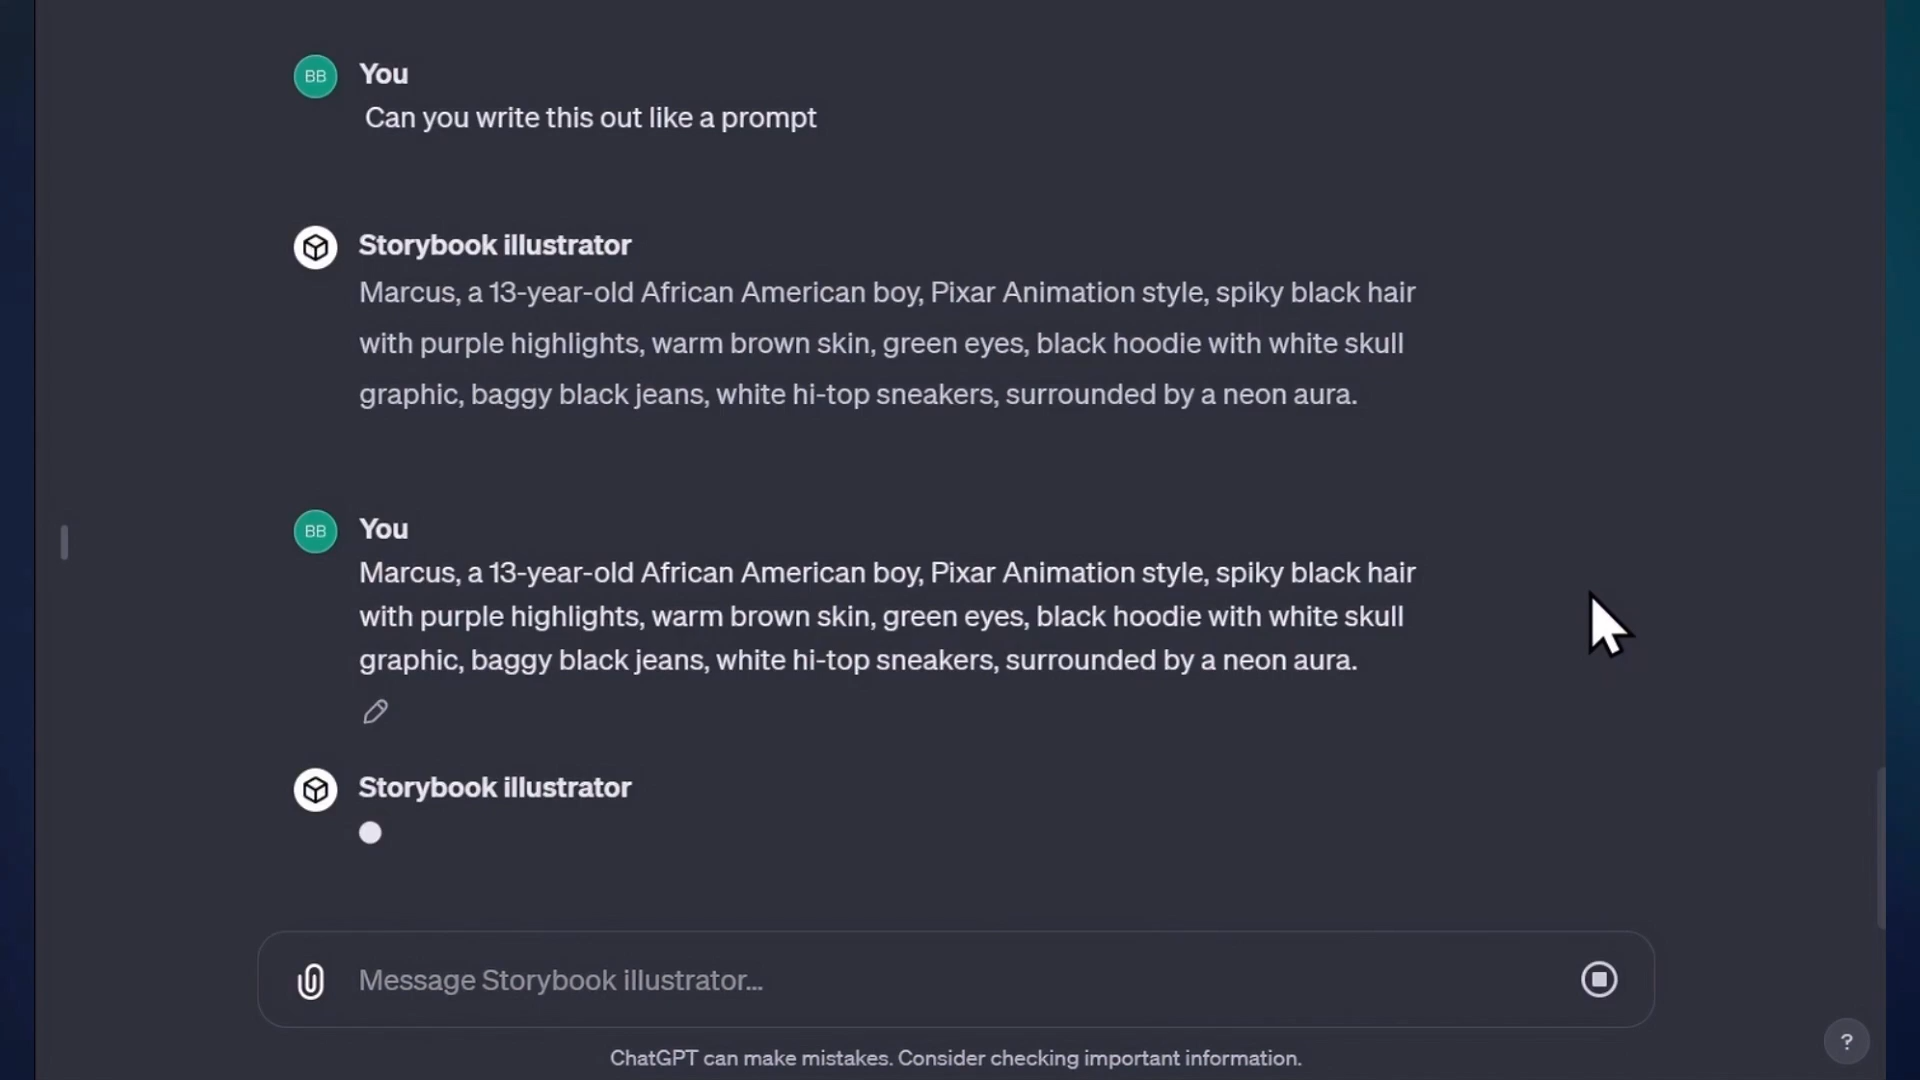 BB
You
Can you write this out like a prompt
Storybook illustrator
Marcus, a 13-year-old African American boy, Pixar Animation style, spiky black hair
with purple highlights, warm brown skin, green eyes, black hoodie with white skull
graphic, baggy black jeans, white hi-top sneakers, surrounded by a neon aura.
BB
You
Marcus, a 13-year-old African American boy, Pixar Animation style, spiky black hair
with purple highlights, warm brown skin, green eyes, black hoodie with white skull
graphic, baggy black jeans, white hi-top sneakers, surrounded by a neon aura.
Storybook illustrator
Message Storybook illustrator...
ChatGPT can make mistakes. Consider checking important information.
?